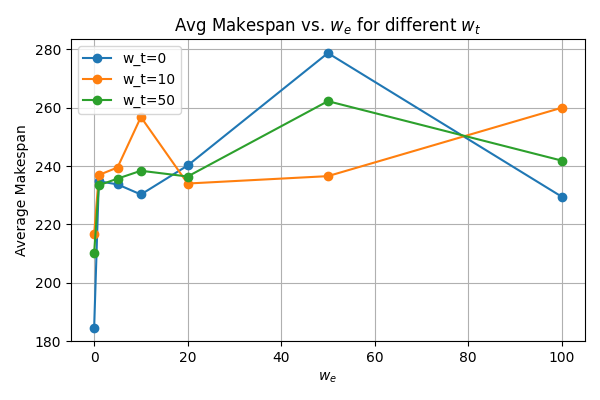 Avg Makespan vs. $w_e$ for different $w_t$
w_t=0
w_t=10
w_t=50
Average Makespan
280
260
240
220
200
180
0
20
40
60
80
100
$w_e$